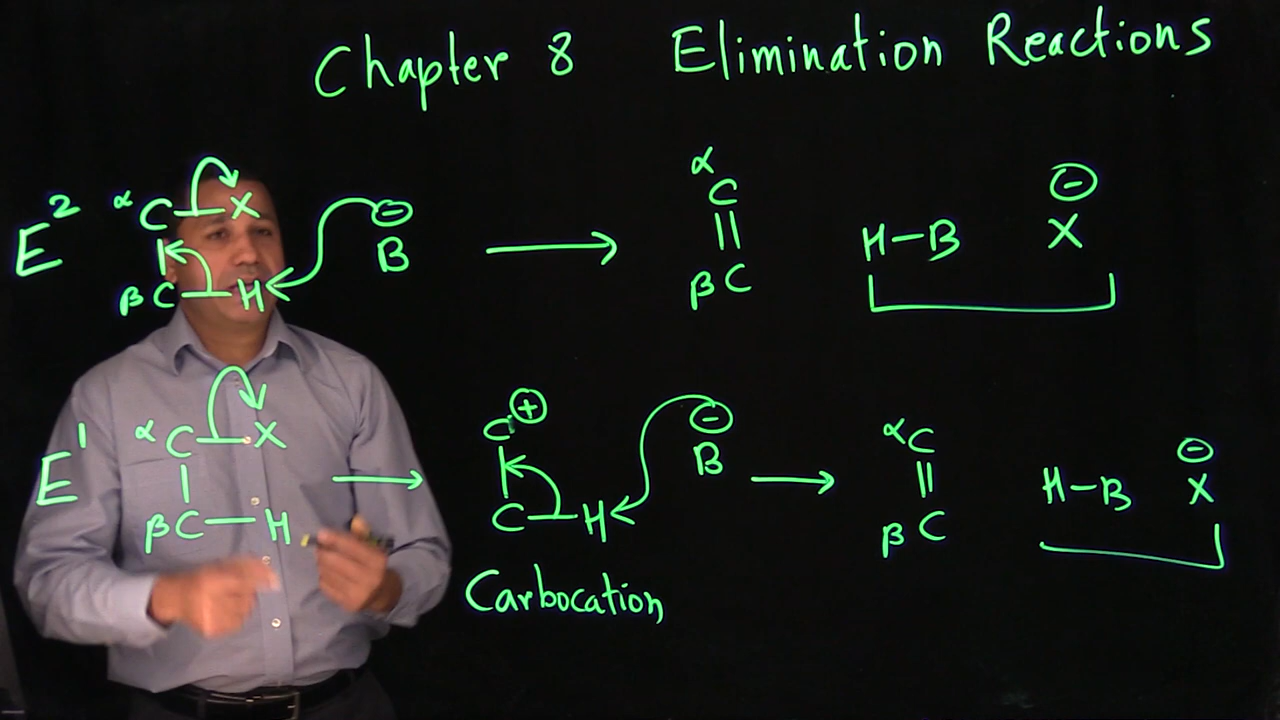 Chapter 8 Elimination Reactions
E² α C — X ⊖ α C ⊖
β C — H B → ‖ H–B X
β C
E¹ α C — X → C⊕ ⊖ B → α C ‖ H–B ⊖ X
β C — H C — H β C
Carbocation